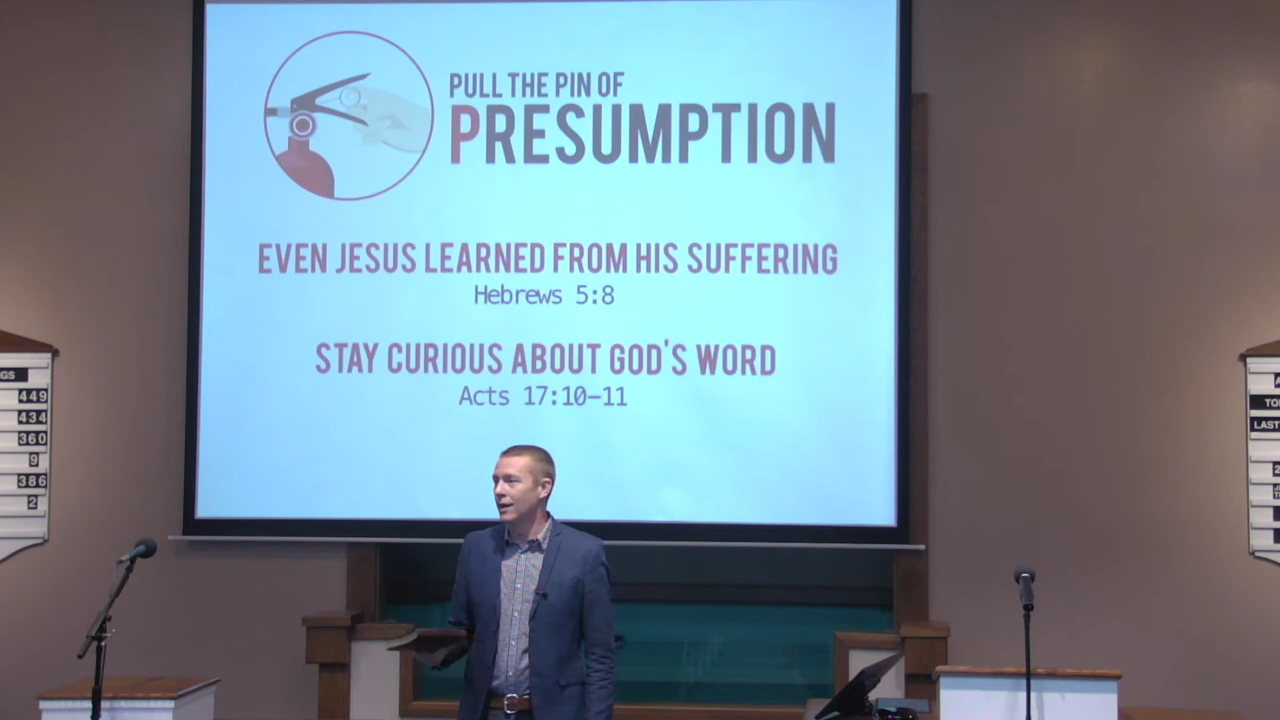 PULL THE PIN OF
PRESUMPTION
EVEN JESUS LEARNED FROM HIS SUFFERING
Hebrews 5:8
STAY CURIOUS ABOUT GOD'S WORD
Acts 17:10-11
GS
449
434
360
9
386
2
TO
LAST
2